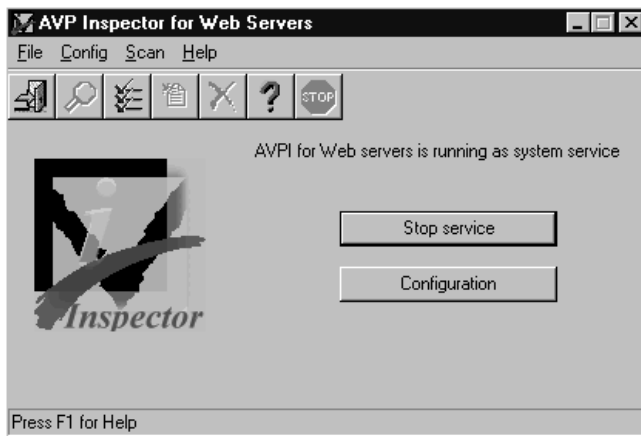 AVP Inspector for Web Servers
File Config Scan Help
STOP
AVPI for Web servers is running as system service
Stop service
Configuration
i
Inspector
Press F1 for Help